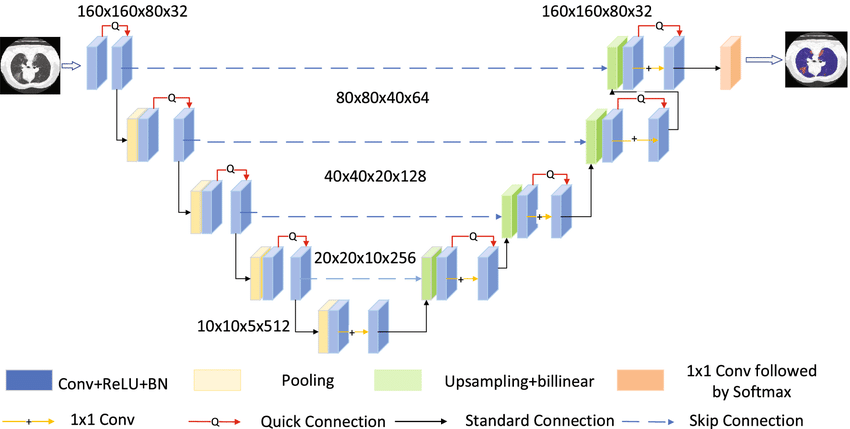 160x160x80x32
160x160x80x32
Q
Q
+
80x80x40x64
Q
Q
+
40x40x20x128
Q
Q
+
Q
Q
20x20x10x256
+
10x10x5x512
+
Conv+ReLU+BN
Pooling
Upsampling+billinear
1x1 Conv followed
by Softmax
+
1x1 Conv
Q
Quick Connection
Standard Connection
Skip Connection